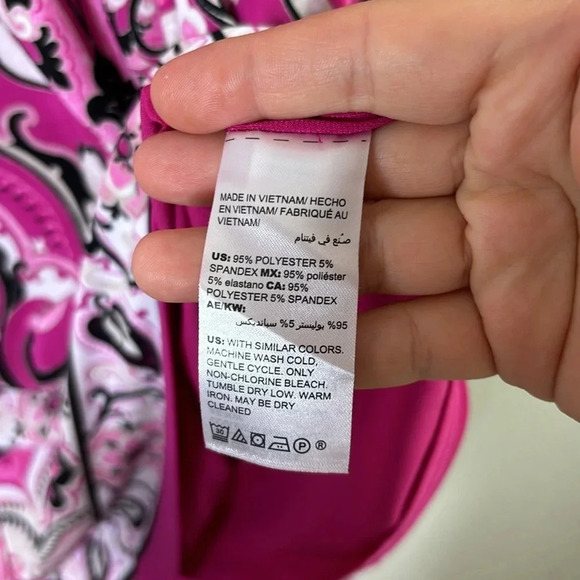 MADE IN VIETNAM/ HECHO
EN VIETNAM/ FABRIQUÉ AU
VIETNAM/
صُنع في فيتنام
US: 95% POLYESTER 5%
SPANDEX MX: 95% poliéster
5% elastano CA: 95%
POLYESTER 5% SPANDEX
AE/KW:
95% بوليستر 5% سبانديكس
US: WITH SIMILAR COLORS.
MACHINE WASH COLD,
GENTLE CYCLE. ONLY
NON-CHLORINE BLEACH.
TUMBLE DRY LOW. WARM
IRON. MAY BE DRY
CLEANED
30 P ®